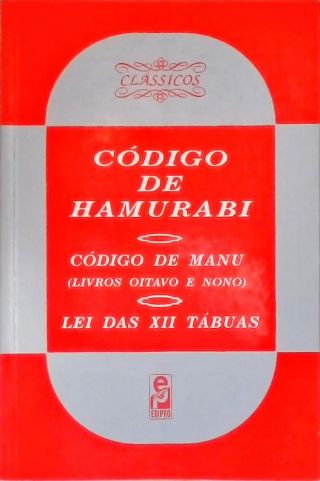 CLÁSSICOS
CÓDIGO
DE
HAMURABI
CÓDIGO DE MANU
(LIVROS OITAVO E NONO)
LEI DAS XII TÁBUAS
EDIPRO